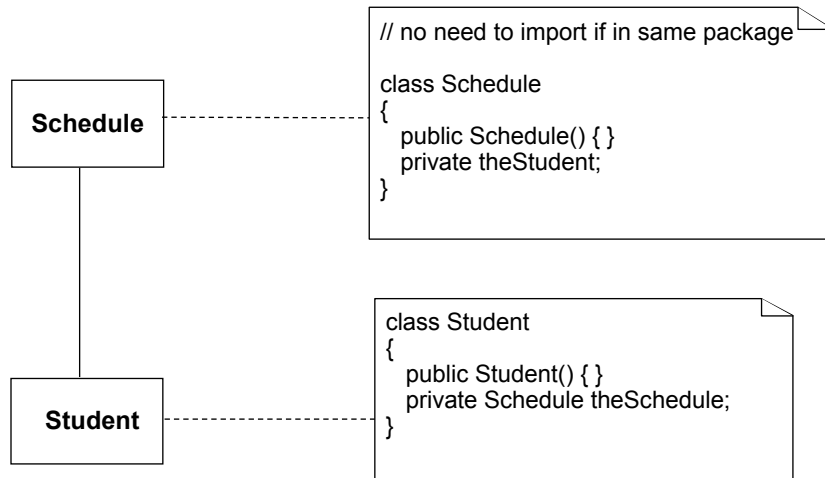 // no need to import if in same package
class Schedule
{
public Schedule() { }
private theStudent;
}
Schedule
class Student
{
public Student() { }
private Schedule theSchedule;
}
Student